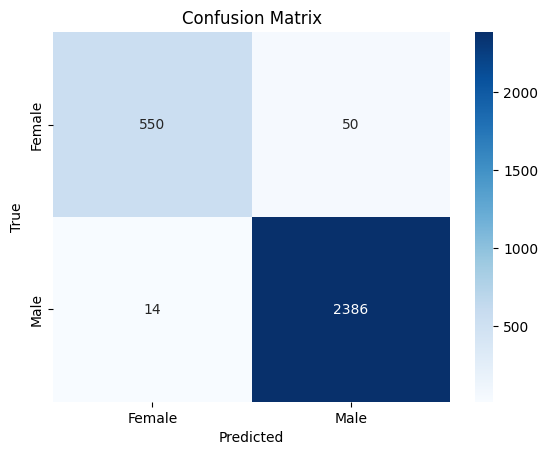 Confusion Matrix
Female
550
50
2000
1500
True
1000
Male
14
2386
500
Female
Male
Predicted